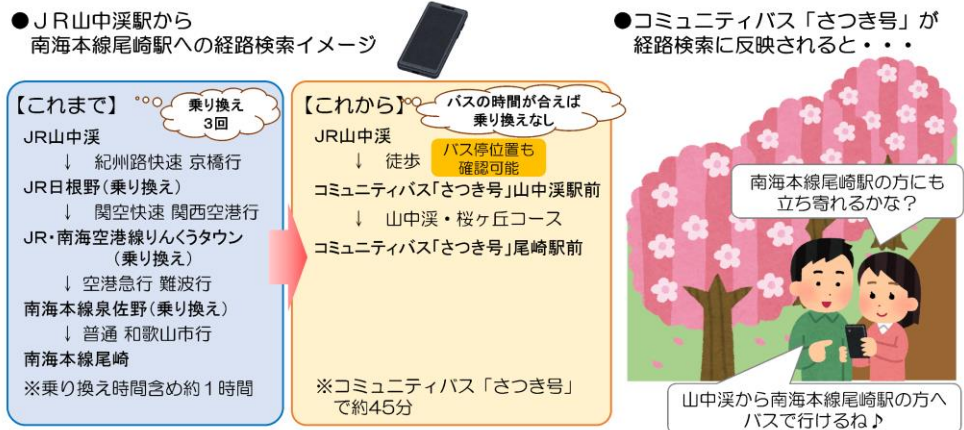 ●ＪＲ山中渓駅から
南海本線尾崎駅への経路検索イメージ
【これまで】
乗り換え
3回
JR山中渓
↓ 紀州路快速 京橋行
JR日根野(乗り換え)
↓ 関空快速 関西空港行
JR・南海空港線りんくうタウン
(乗り換え)
↓ 空港急行 難波行
南海本線泉佐野(乗り換え)
↓ 普通 和歌山市行
南海本線尾崎
※乗り換え時間含め約１時間
【これから】
バスの時間が合えば
乗り換えなし
JR山中渓
↓ 徒歩
バス停位置も
確認可能
コミュニティバス「さつき号」山中渓駅前
↓ 山中渓・桜ヶ丘コース
コミュニティバス「さつき号」尾崎駅前
※コミュニティバス「さつき号」
で約45分
●コミュニティバス「さつき号」が
経路検索に反映されると・・・
南海本線尾崎駅の方にも
立ち寄れるかな？
山中渓から南海本線尾崎駅の方へ
バスで行けるね♪